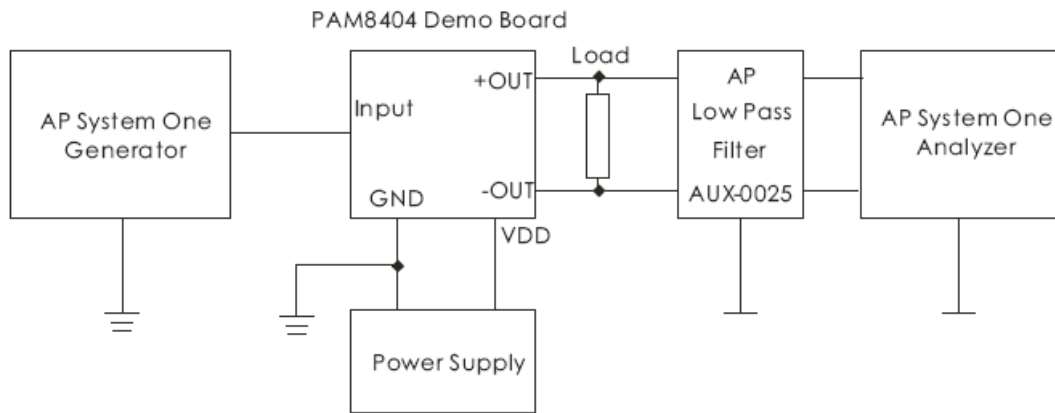 PAM8404 Demo Board
AP System One
Generator
Input
+OUT
-OUT
GND
VDD
Load
AP
Low Pass
Filter
AUX-0025
AP System One
Analyzer
Power Supply